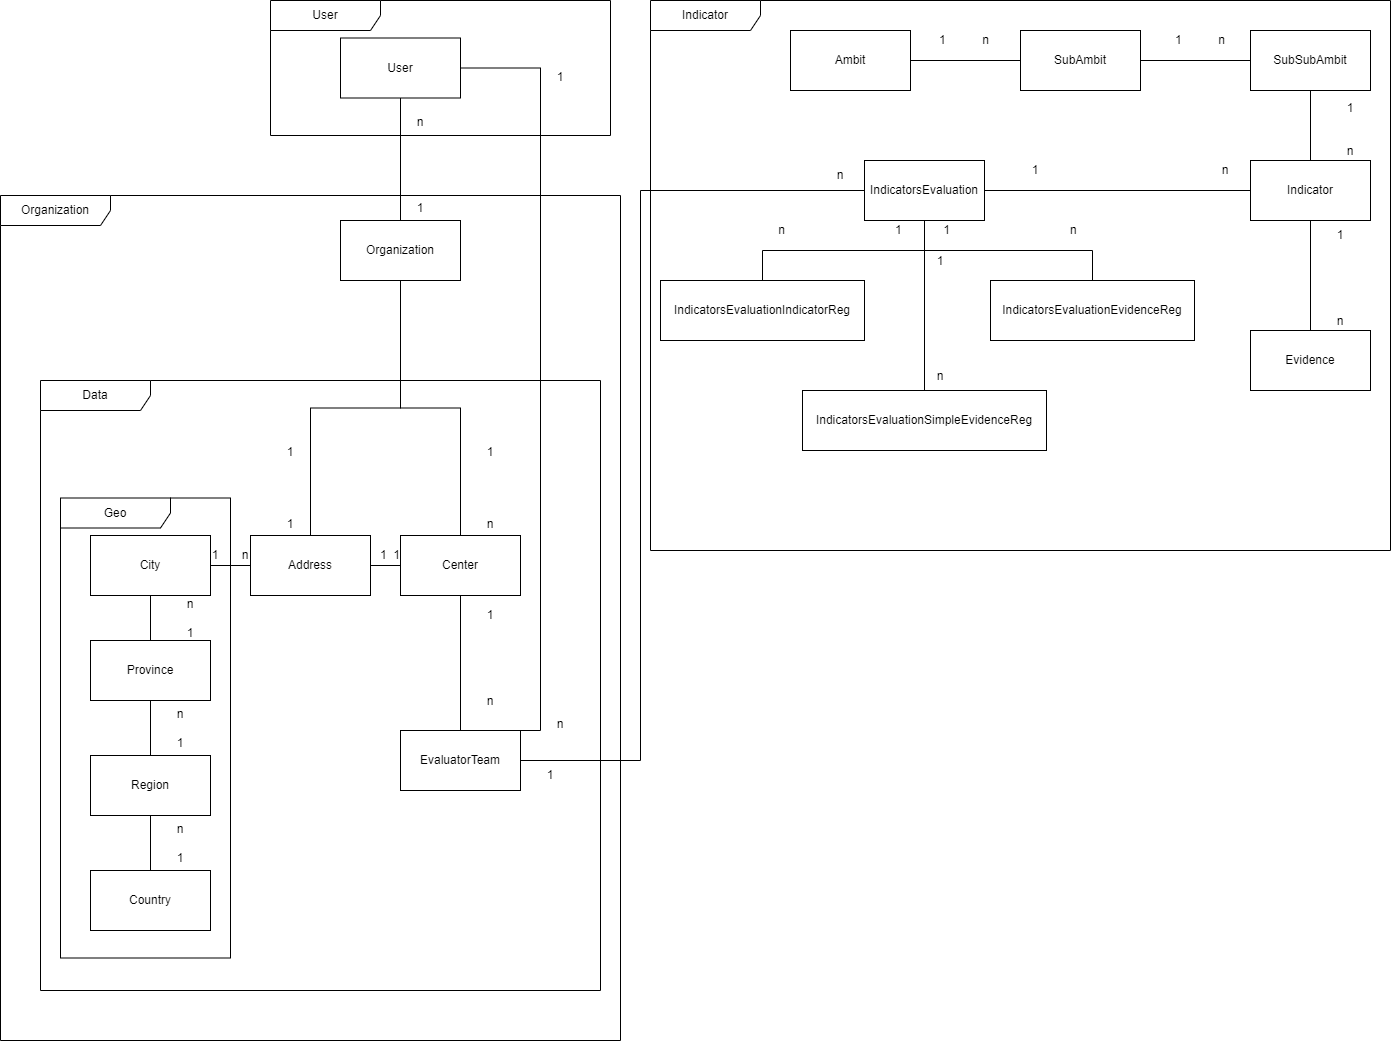 User
User
1
n
Organization
1
Organization
Data
1
1
1
n
Geo
City
1
n
Address
1
1
Center
n
1
1
Province
n
n
1
n
EvaluatorTeam
1
Region
n
1
Country
Indicator
Ambit
1
n
SubAmbit
1
n
SubSubAmbit
1
n
n
IndicatorsEvaluation
1
n
Indicator
n
1
1
n
1
1
IndicatorsEvaluationIndicatorReg
IndicatorsEvaluationEvidenceReg
n
n
Evidence
IndicatorsEvaluationSimpleEvidenceReg